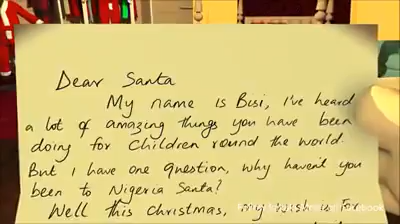 Dear Santa
My name is Bisi, I've heard
a lot of amazing things you have been
doing for children round the world.
But I have one question, why haven't you
been to Nigeria Santa?
Well this christmas, my wish is For